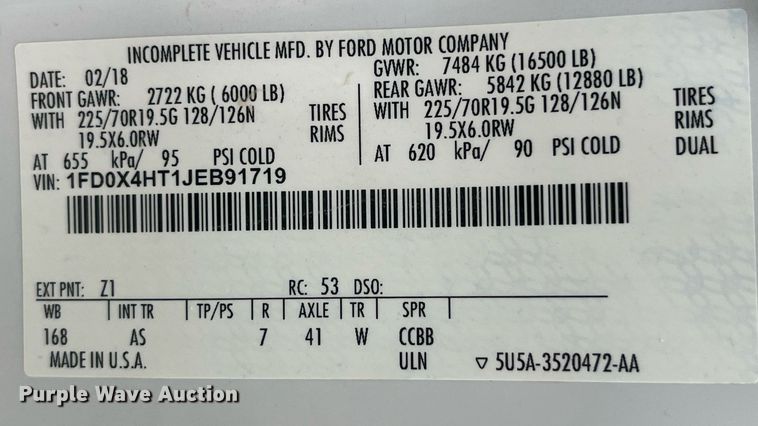 INCOMPLETE VEHICLE MFD. BY FORD MOTOR COMPANY
DATE: 02/18
GVWR: 7484 KG (16500 LB)
FRONT GAWR: 2722 KG ( 6000 LB)
REAR GAWR: 5842 KG (12880 LB)
WITH 225/70R19.5G 128/126N TIRES
WITH 225/70R19.5G 128/126N TIRES
19.5X6.0RW RIMS
19.5X6.0RW RIMS
AT 655 kPa/ 95 PSI COLD
AT 620 kPa/ 90 PSI COLD DUAL
VIN: 1FD0X4HT1JEB91719
EXT PNT: Z1 RC: 53 DSO:
WB INT TR TP/PS R AXLE TR SPR
168 AS 7 41 W CCBB
MADE IN U.S.A. ULN ▽ 5U5A-3520472-AA
Purple Wave Auction